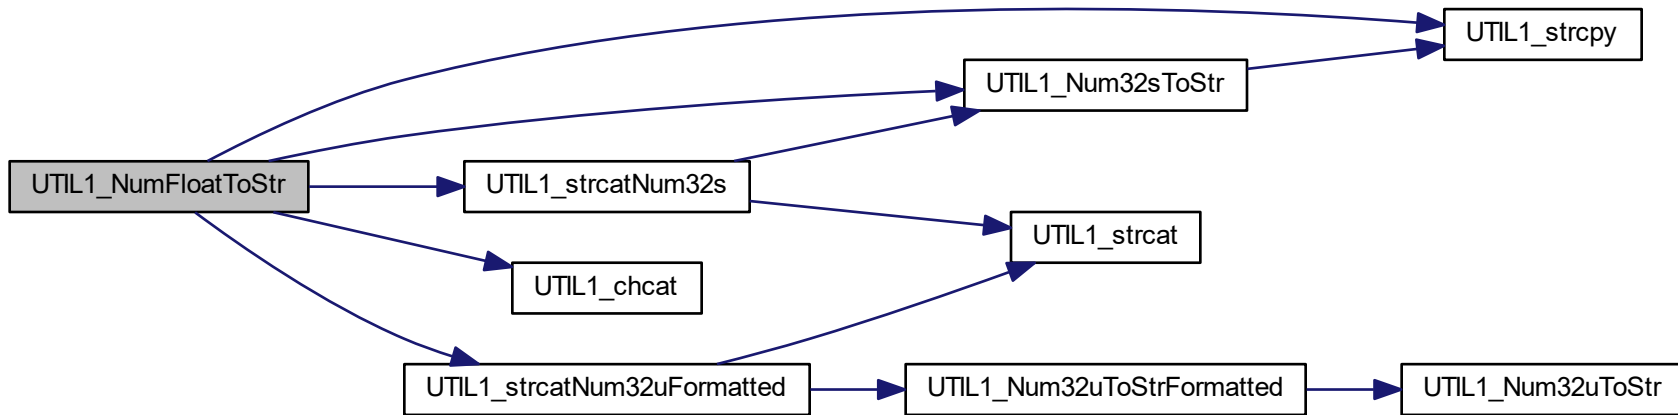 UTIL1_strcpy
UTIL1_Num32sToStr
UTIL1_NumFloatToStr
UTIL1_strcatNum32s
UTIL1_strcat
UTIL1_chcat
UTIL1_strcatNum32uFormatted
UTIL1_Num32uToStrFormatted
UTIL1_Num32uToStr